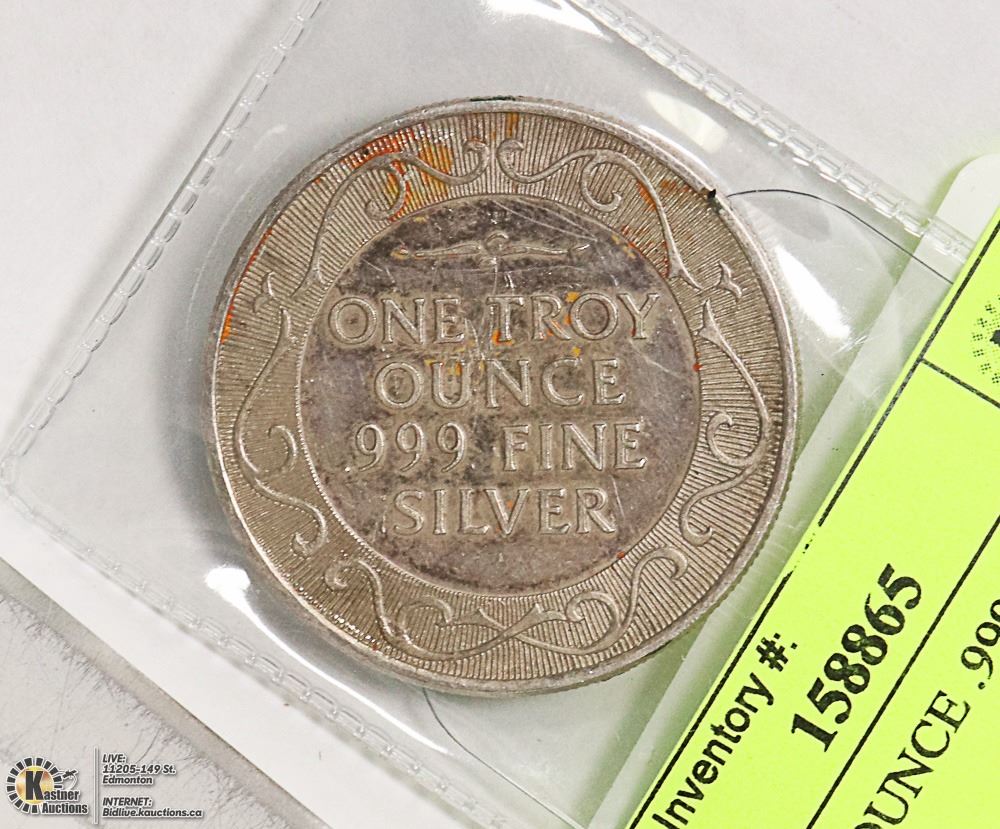 ONE TROY
OUNCE
.999 FINE
SILVER
Inventory #:
158865
OUNCE .999
Kastner
Auctions
LIVE:
11205-149 St.
Edmonton
INTERNET:
Bidlive.kauctions.ca